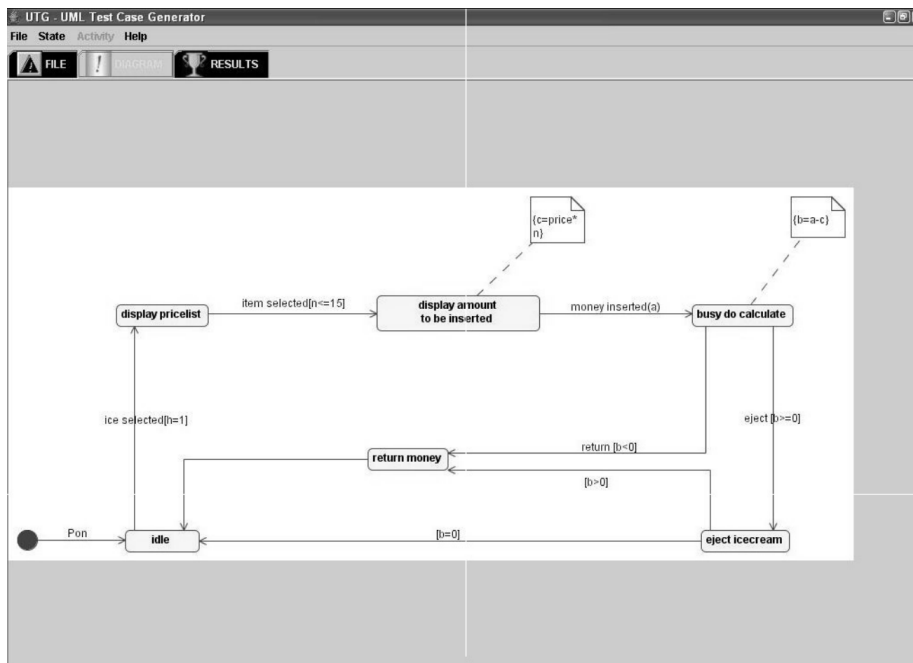 UTG - UML Test Case Generator
File State Activity Help
FILE
DIAGRAM
RESULTS
{c=price*
n}
{b=a-c}
item selected[n<=15]
display amount
to be inserted
money inserted(a)
display pricelist
busy do calculate
ice selected[h=1]
eject [b>=0]
return [b<0]
return money
[b>0]
Pon
idle
[b=0]
eject icecream